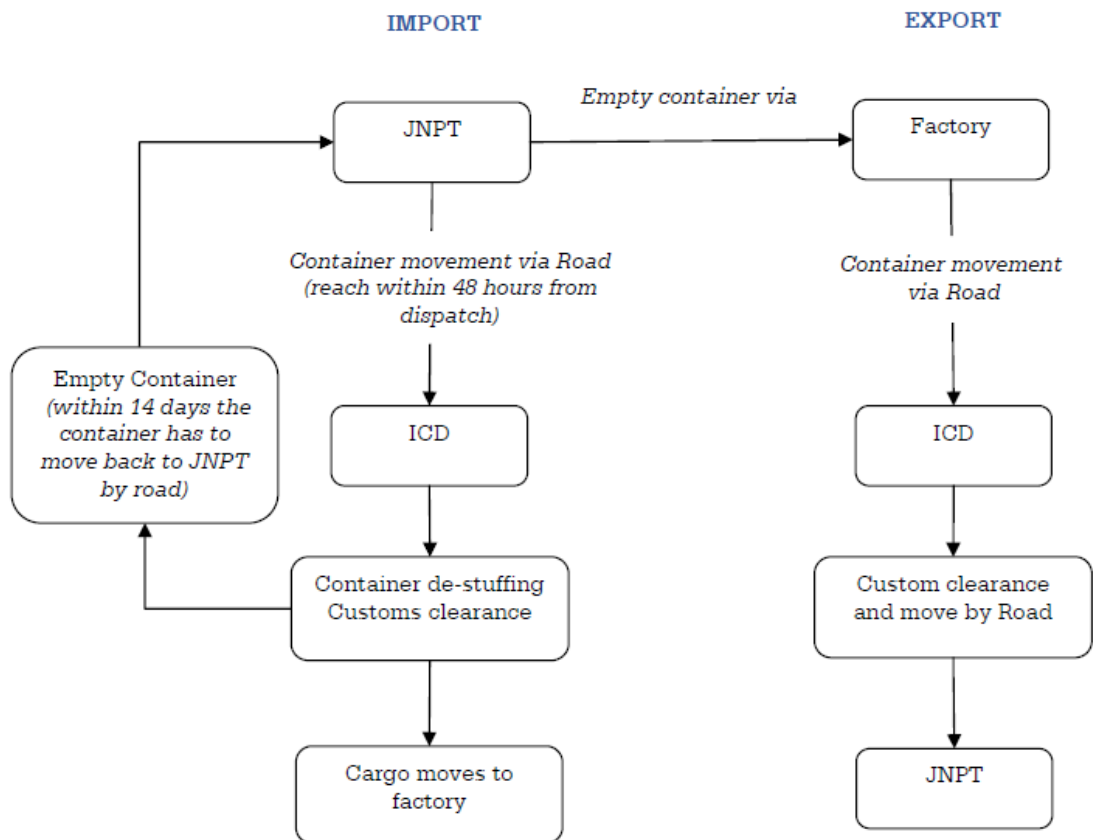 IMPORT
EXPORT
Empty container via
JNPT
Factory
Container movement via Road
(reach within 48 hours from
dispatch)
Container movement
via Road
Empty Container
(within 14 days the
container has to
move back to JNPT
by road)
ICD
ICD
Container de-stuffing
Customs clearance
Custom clearance
and move by Road
Cargo moves to
factory
JNPT